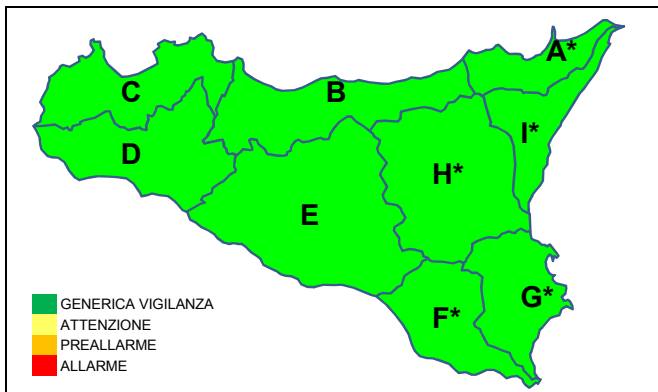 A*
C
B
I*
D
H*
E
G*
F*
GENERICA VIGILANZA
ATTENZIONE
PREALLARME
ALLARME